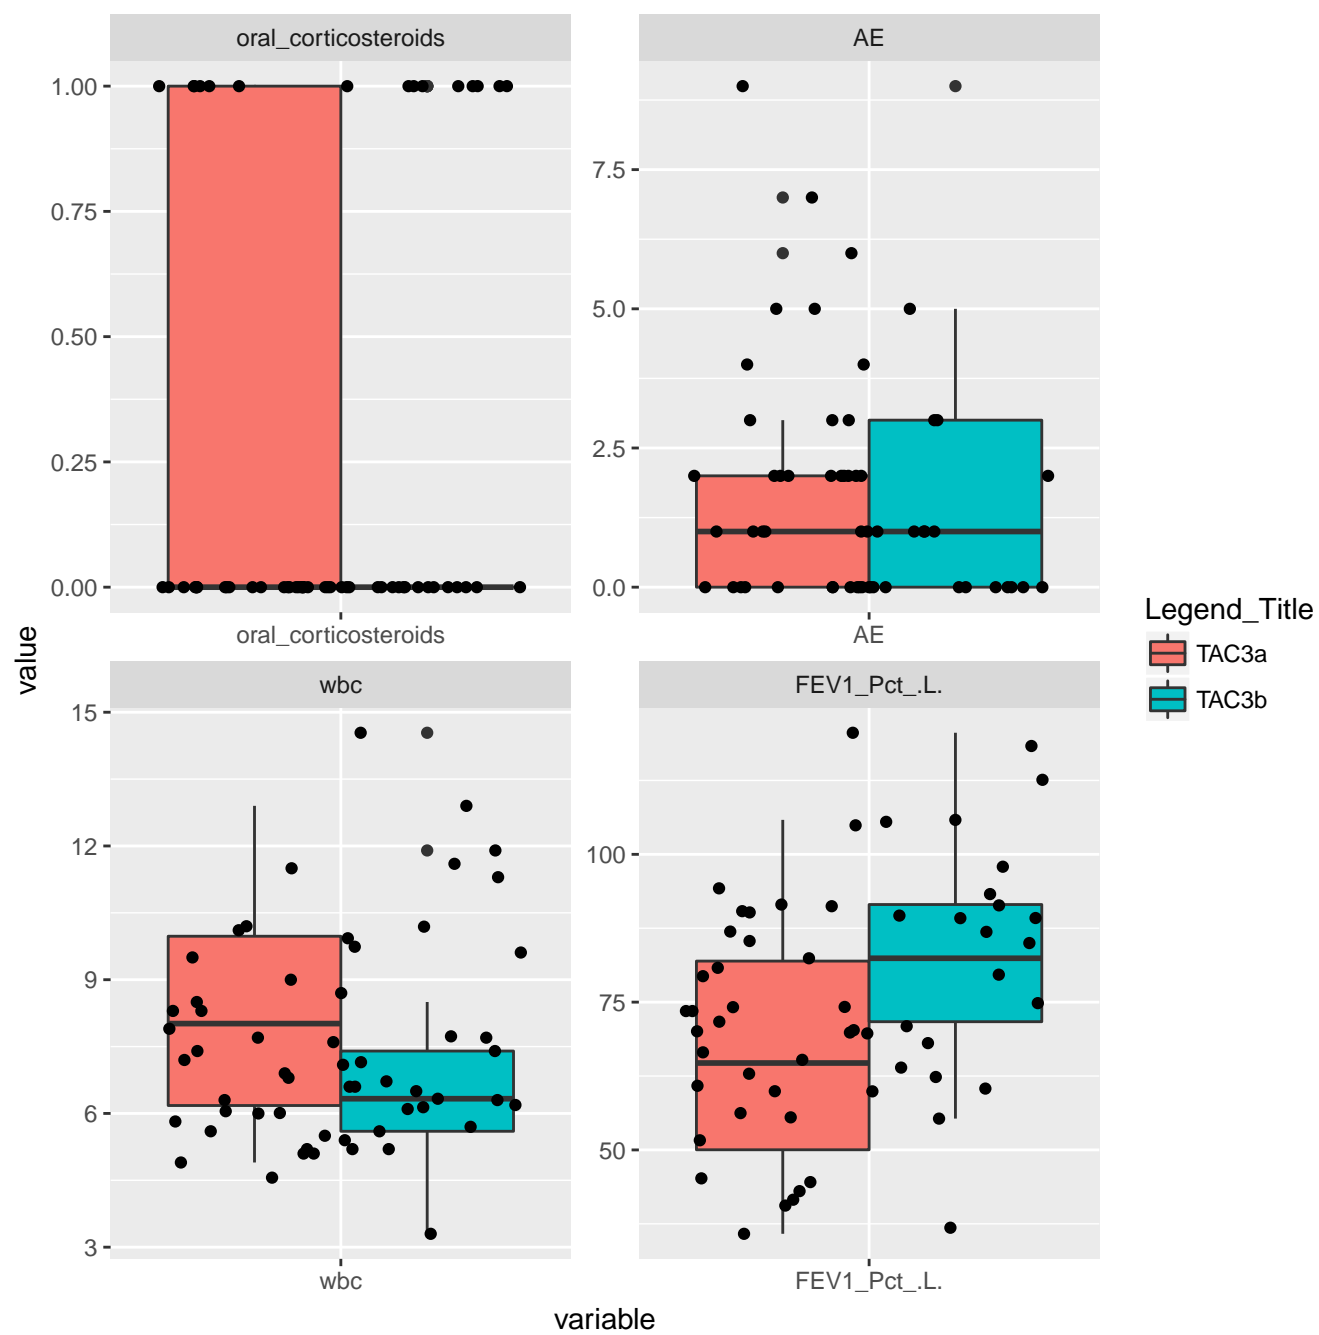 oral_corticosteroids
AE
1.00
0.75
0.50
0.25
0.00
7.5
5.0
2.5
0.0
oral_corticosteroids
AE
value
wbc
FEV1_Pct_.L.
15
12
9
6
3
100
75
50
wbc
FEV1_Pct_.L.
variable
Legend_Title
TAC3a
TAC3b